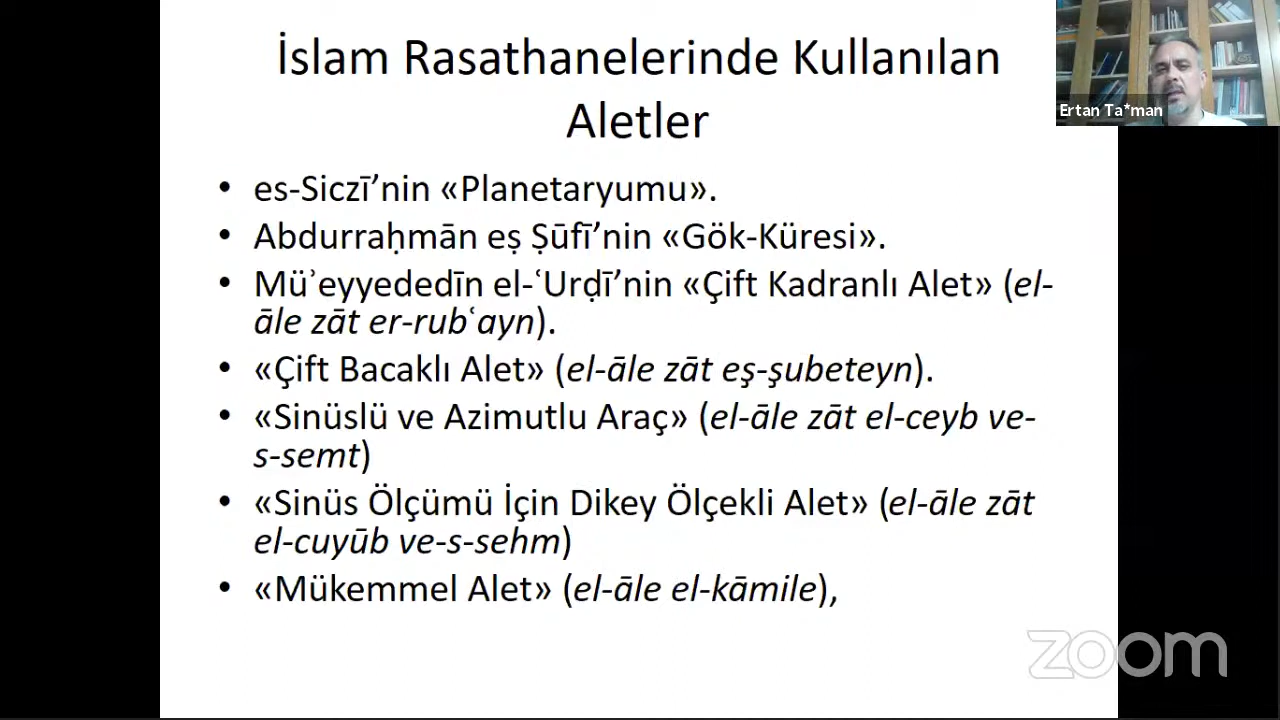 İslam Rasathanelerinde Kullanılan
Aletler
Ertan Ta*man
• es-Siczī’nin «Planetaryumu».
• Abdurraḥmān eṣ Ṣūfī’nin «Gök-Küresi».
• Müʾeyyededīn el-ʿUrḍī’nin «Çift Kadranlı Alet» (el-
āle zāt er-rubʿayn).
• «Çift Bacaklı Alet» (el-āle zāt eş-şubeteyn).
• «Sinüslü ve Azimutlu Araç» (el-āle zāt el-ceyb ve-
s-semt)
• «Sinüs Ölçümü İçin Dikey Ölçekli Alet» (el-āle zāt
el-cuyūb ve-s-sehm)
• «Mükemmel Alet» (el-āle el-kāmile),
zoom